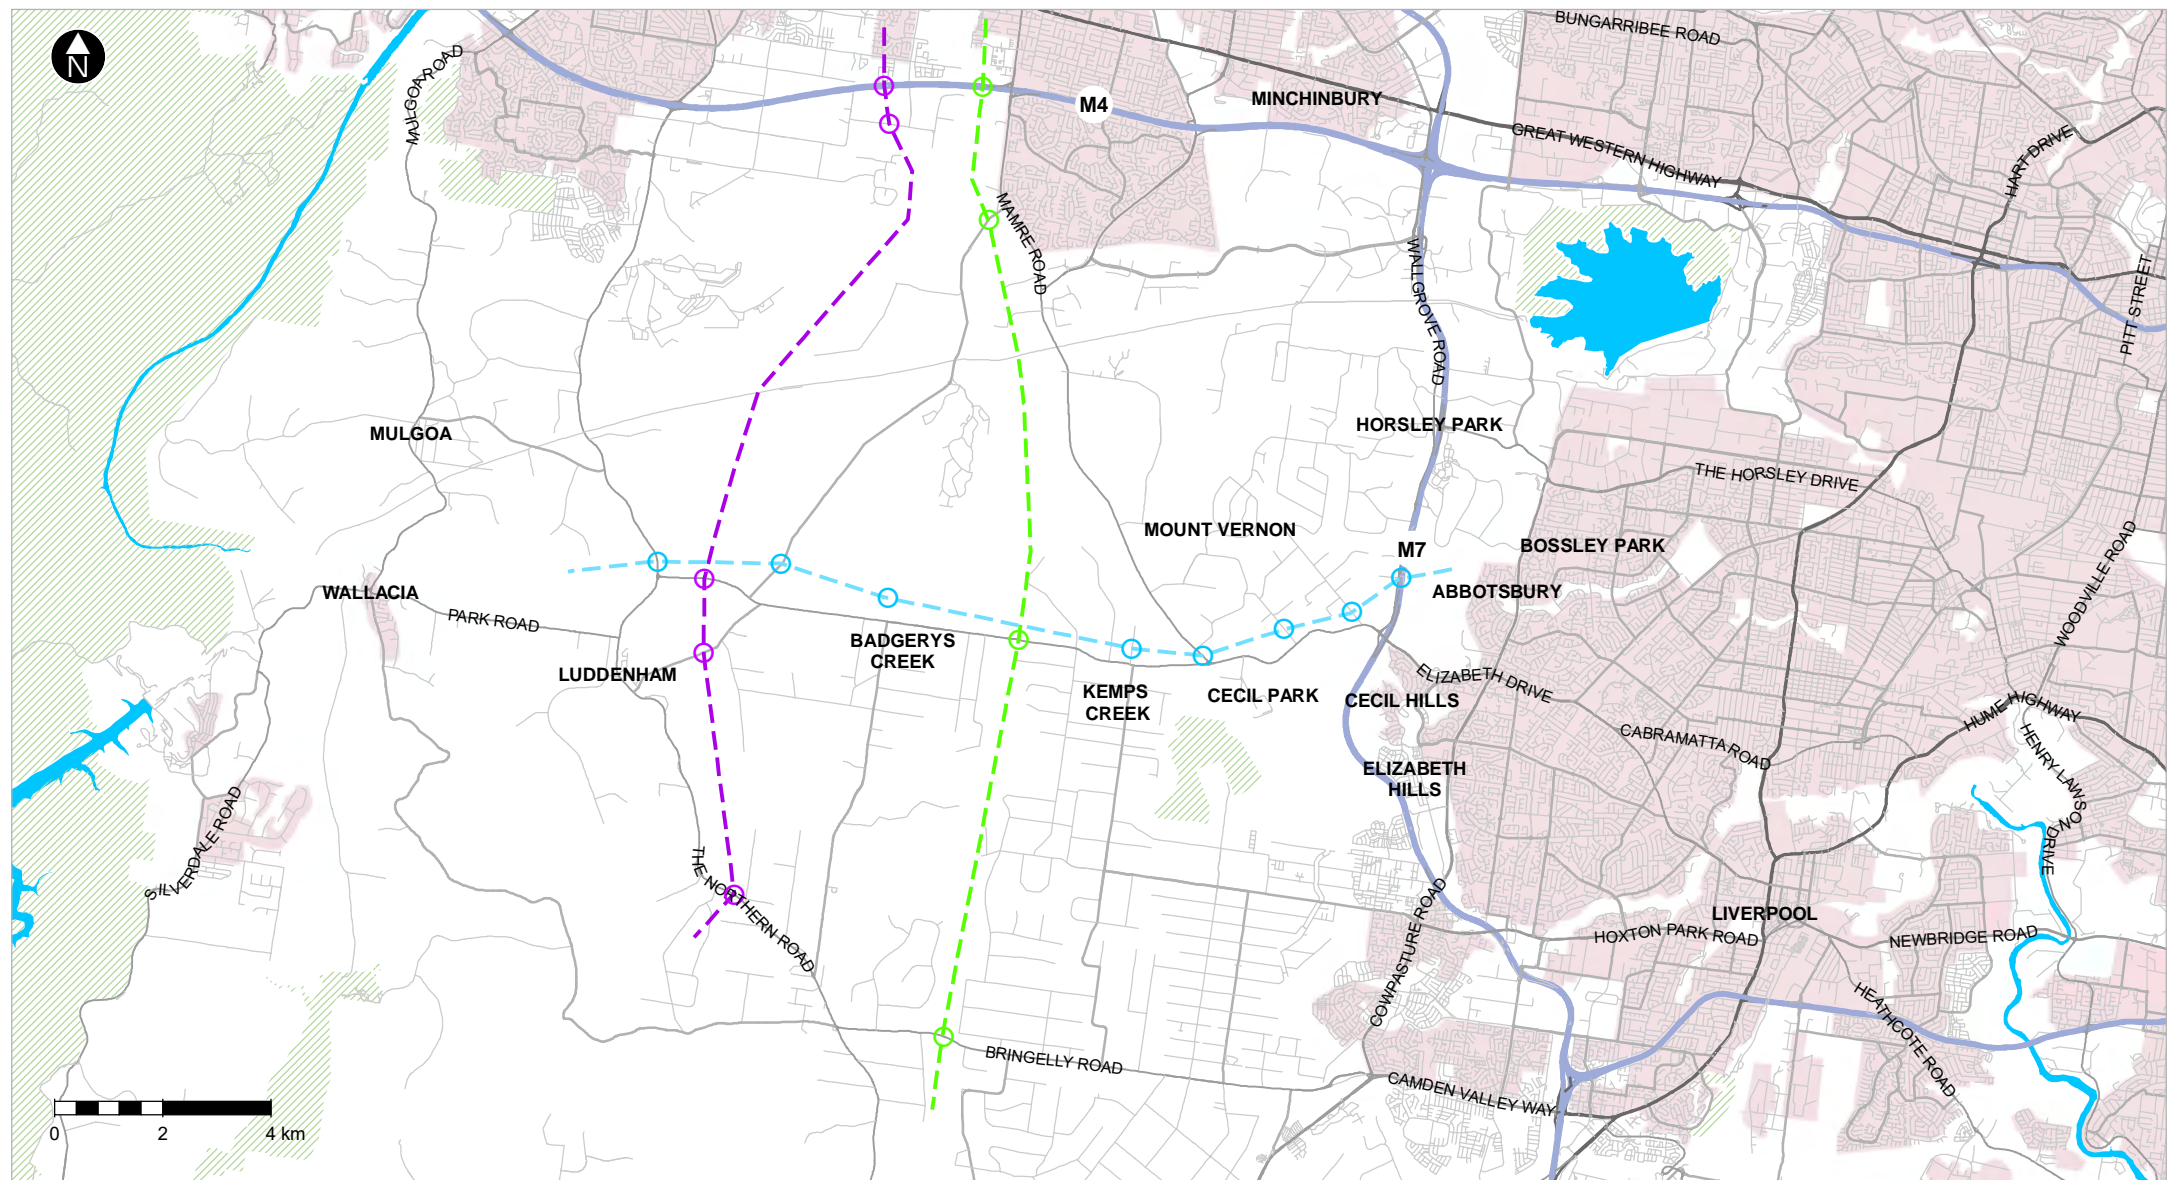 BUNGARRIBEE ROAD
MULGOA ROAD
N
M4
MINCHINBURY
GREAT WESTERN HIGHWAY
HART DRIVE
MAMRE ROAD
WALLGROVE ROAD
PITT STREET
MULGOA
HORSLEY PARK
THE HORSLEY DRIVE
MOUNT VERNON
M7
BOSSLEY PARK
WOODVILLE ROAD
WALLACIA
ABBOTSBURY
PARK ROAD
BADGERYS
CREEK
LUDDENHAM
ELIZABETH DRIVE
KEMPS
CREEK
CECIL PARK
CECIL HILLS
HUME HIGHWAY
CABRAMATTA ROAD
HENRY LAWSON DRIVE
ELIZABETH
HILLS
SILVERDALE ROAD
THE NORTHERN ROAD
LIVERPOOL
COWPASTURE ROAD
HOXTON PARK ROAD
NEWBRIDGE ROAD
HEATHCOTE ROAD
BRINGELLY ROAD
CAMDEN VALLEY WAY
0 2 4 km